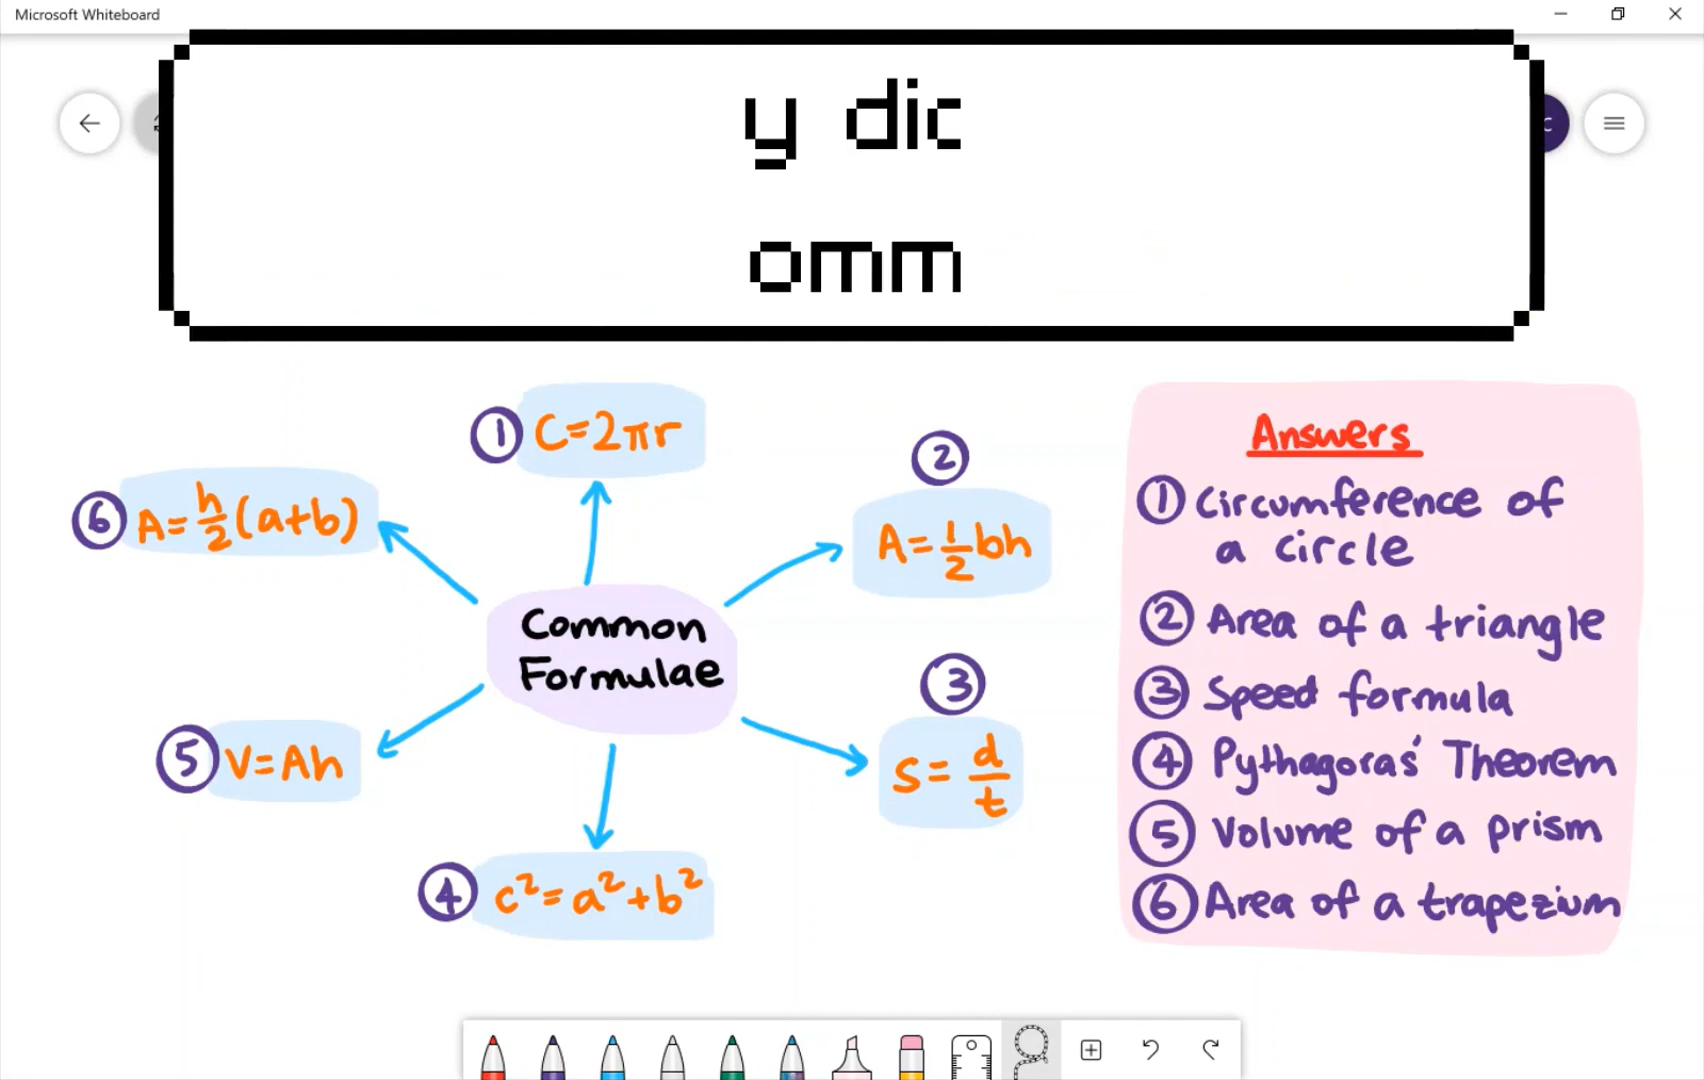 Microsoft Whiteboard
y dic
omm
C
① C=2πr
②
⑥ A=h/2(a+b)
A=1/2bh
Common
Formulae
③
⑤ V=Ah
S=d/t
④ c²=a²+b²
Answers
① Circumference of
a circle
② Area of a triangle
③ Speed formula
④ Pythagoras' Theorem
⑤ Volume of a prism
⑥ Area of a trapezium